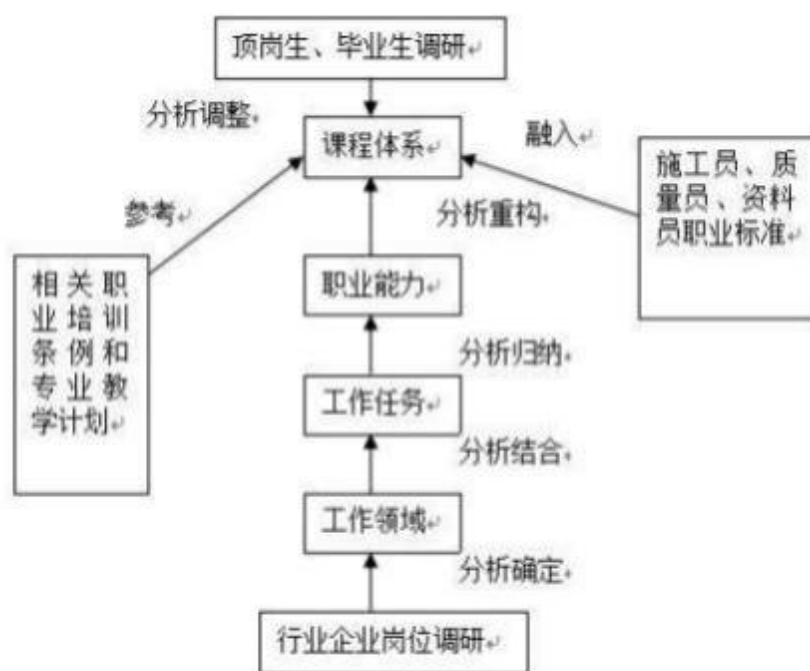 顶岗生、毕业生调研
分析调整
课程体系
融入
施工员、质
量员、资料
员职业标准
参考
分析重构
相关职
业培训
条例和
专业教
学计划
职业能力
分析归纳
工作任务
分析结合
工作领域
分析确定
行业企业岗位调研